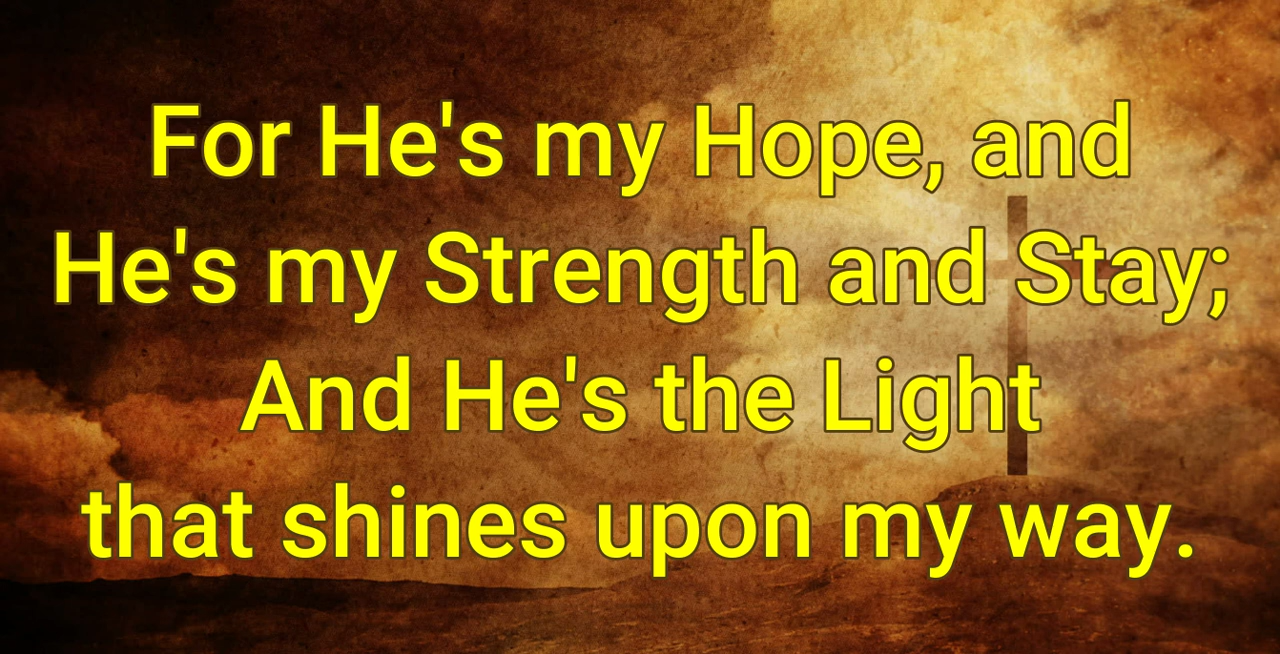 For He's my Hope, and
He's my Strength and Stay;
And He's the Light
that shines upon my way.